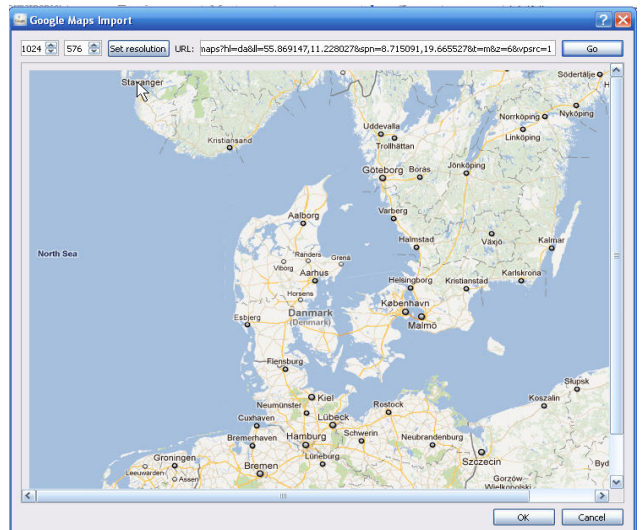 Google Maps Import
1024 576 Set resolution URL: maps?hl=da&ll=55.869147,11.228027&spn=8.715091,19.665527&t=m&z=6&vpsrc=1 Go
Stavanger
Södertälje
H
Norrköping Nyköping
Uddevalla
Linköping
Trollhättan
Kristiansand
Göteborg Borås Jönköping
Varberg
Aalborg
Halmstad Växjö Kalmar
North Sea
Randers Grenå
Viborg
Aarhus
Karlskrona
Helsingborg Kristianstad
Horsens
København
Esbjerg Danmark
(Denmark)
Malmö
Flensburg
Słupsk
Kiel
Koszalin
Neumünster
Rostock
Cuxhaven Lübeck
Bremerhaven Hamburg Schwerin Neubrandenburg
Groningen
Lüneburg
Szczecin
Leeuwarden
Bremen
Byd
Assen
Gorzów
Wielkopolski
OK Cancel